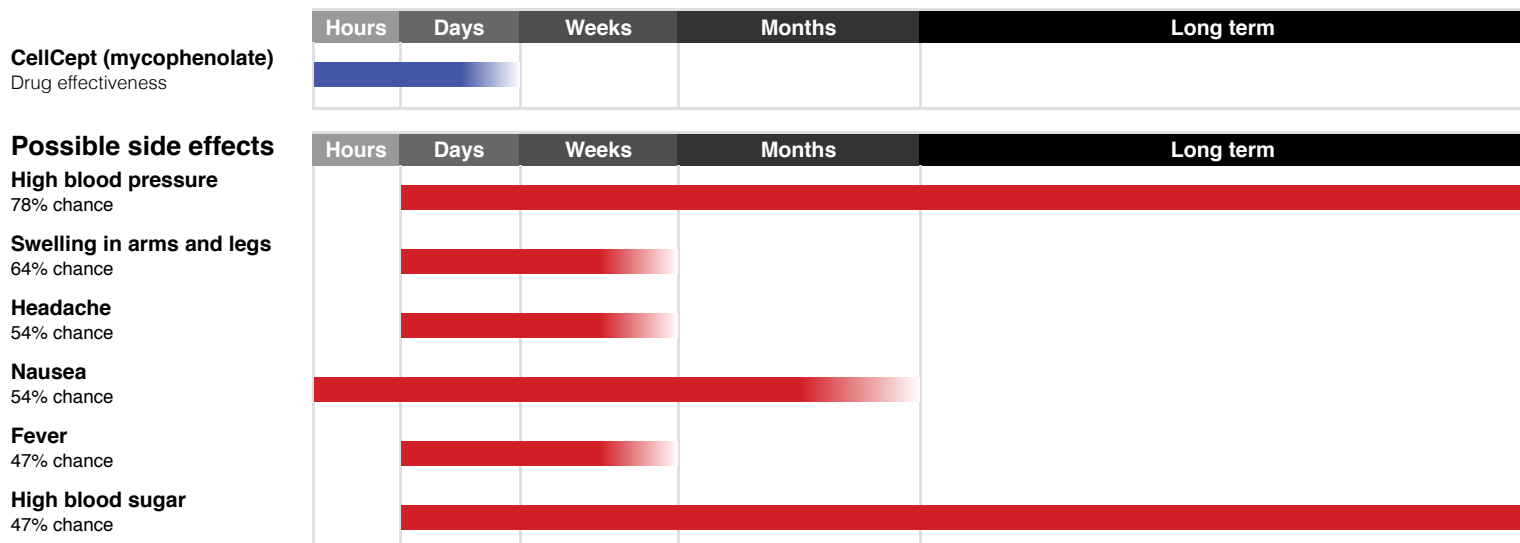 Hours Days Weeks Months Long term
CellCept (mycophenolate)
Drug effectiveness
Possible side effects
Hours Days Weeks Months Long term
High blood pressure
78% chance
Swelling in arms and legs
64% chance
Headache
54% chance
Nausea
54% chance
Fever
47% chance
High blood sugar
47% chance